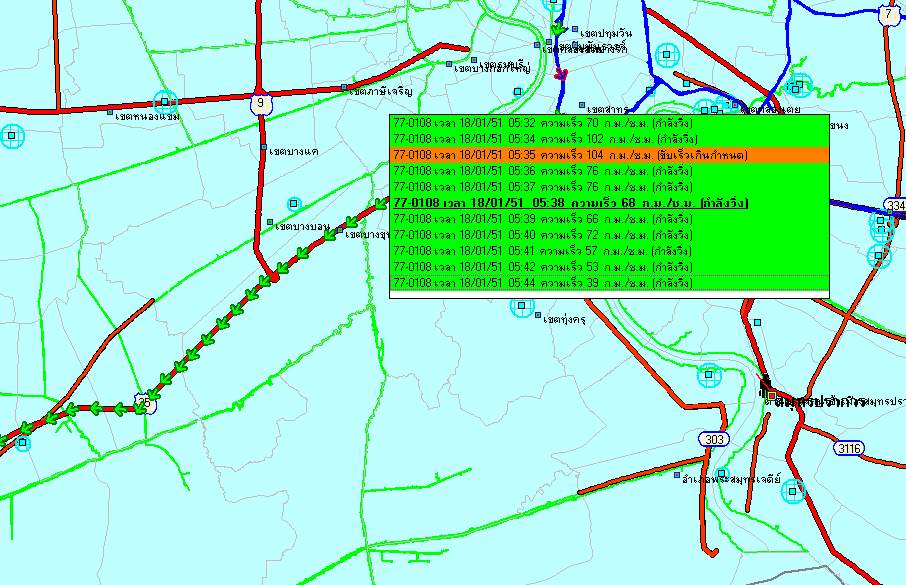 7
เขตปทุมวัน
เขตบางรัก
เขตธนบุรี
เขตบางกอกใหญ่
เขตภาษีเจริญ
9
เขตหนองแขม
เขตสาทร
เขตคลองเตย
77-0108 เวลา 18/01/51 05:32 ความเร็ว 70 ก.ม./ช.ม. (กำลังวิ่ง)
77-0108 เวลา 18/01/51 05:34 ความเร็ว 102 ก.ม./ช.ม. (กำลังวิ่ง)
เขตบางแค
77-0108 เวลา 18/01/51 05:35 ความเร็ว 104 ก.ม./ช.ม. (ขับเร็วเกินกำหนด)
77-0108 เวลา 18/01/51 05:36 ความเร็ว 76 ก.ม./ช.ม. (กำลังวิ่ง)
77-0108 เวลา 18/01/51 05:37 ความเร็ว 76 ก.ม./ช.ม. (กำลังวิ่ง)
77-0108 เวลา 18/01/51 05:38 ความเร็ว 68 ก.ม./ช.ม. (กำลังวิ่ง)
334
77-0108 เวลา 18/01/51 05:39 ความเร็ว 66 ก.ม./ช.ม. (กำลังวิ่ง)
เขตบางบอน
77-0108 เวลา 18/01/51 05:40 ความเร็ว 72 ก.ม./ช.ม. (กำลังวิ่ง)
77-0108 เวลา 18/01/51 05:41 ความเร็ว 57 ก.ม./ช.ม. (กำลังวิ่ง)
77-0108 เวลา 18/01/51 05:42 ความเร็ว 53 ก.ม./ช.ม. (กำลังวิ่ง)
77-0108 เวลา 18/01/51 05:44 ความเร็ว 39 ก.ม./ช.ม. (กำลังวิ่ง)
เขตทุ่งครุ
35
303
3116
อำเภอพระสมุทรเจดีย์